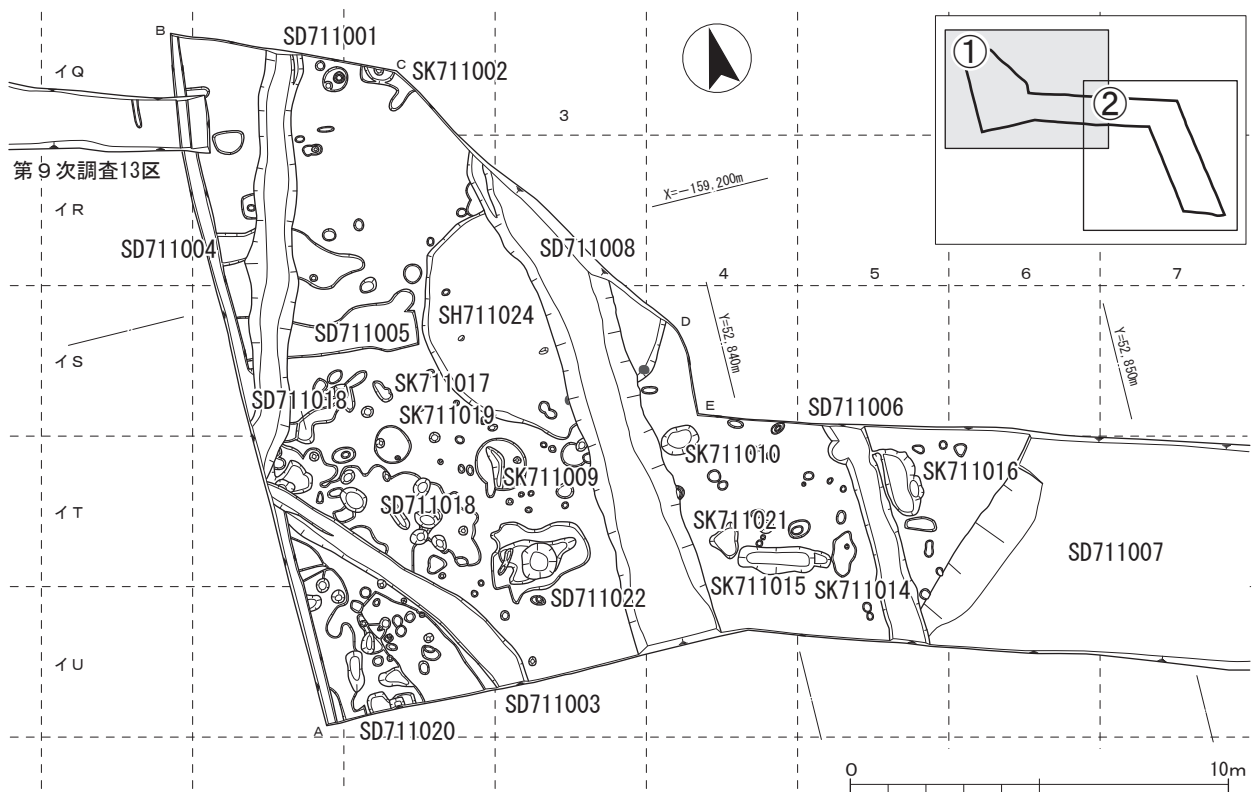 B
SD711001
C
SK711002
①
②
イQ
3
第９次調査13区
X=-159,200m
イR
SD711004
SD711008
4
5
6
7
SH711024
D
SD711005
Y=52,840m
Y=52,850m
イS
SK711017
SD711018
SK711019
E
SD711006
SK711010
SK711016
SK711009
イT
SD711018
SK711021
SD711007
SD711022
SK711015
SK711014
イU
SD711003
A
SD711020
0
10m